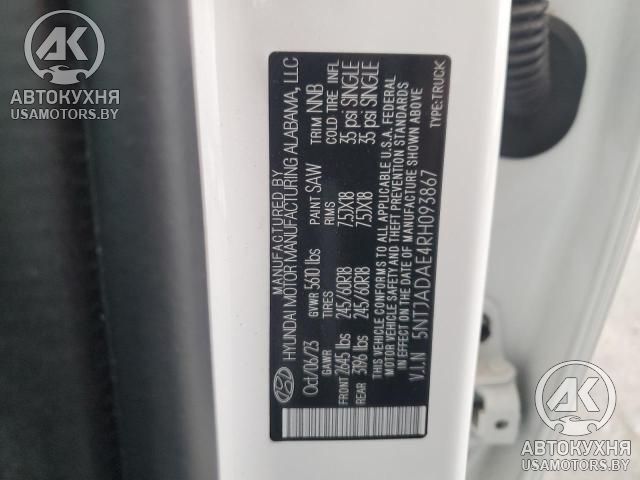 MANUFACTURED BY
HYUNDAI MOTOR MANUFACTURING ALABAMA, LLC
Oct/06/23 GVWR 5610 lbs PAINT SAW TRIM NNB
GAWR TIRES RIMS COLD TIRE INFL
FRONT 2645 lbs 245/60R18 7.5JX18 35 psi SINGLE
REAR 3196 lbs 245/60R18 7.5JX18 35 psi SINGLE
THIS VEHICLE CONFORMS TO ALL APPLICABLE U.S.A. FEDERAL
MOTOR VEHICLE SAFETY AND THEFT PREVENTION STANDARDS
IN EFFECT ON THE DATE OF MANUFACTURE SHOWN ABOVE
V.I.N 5NTJADAE4RH093867 TYPE:TRUCK
АК
АВТОКУХНЯ
USAMOTORS.BY
АК
АВТОКУХНЯ
USAMOTORS.BY